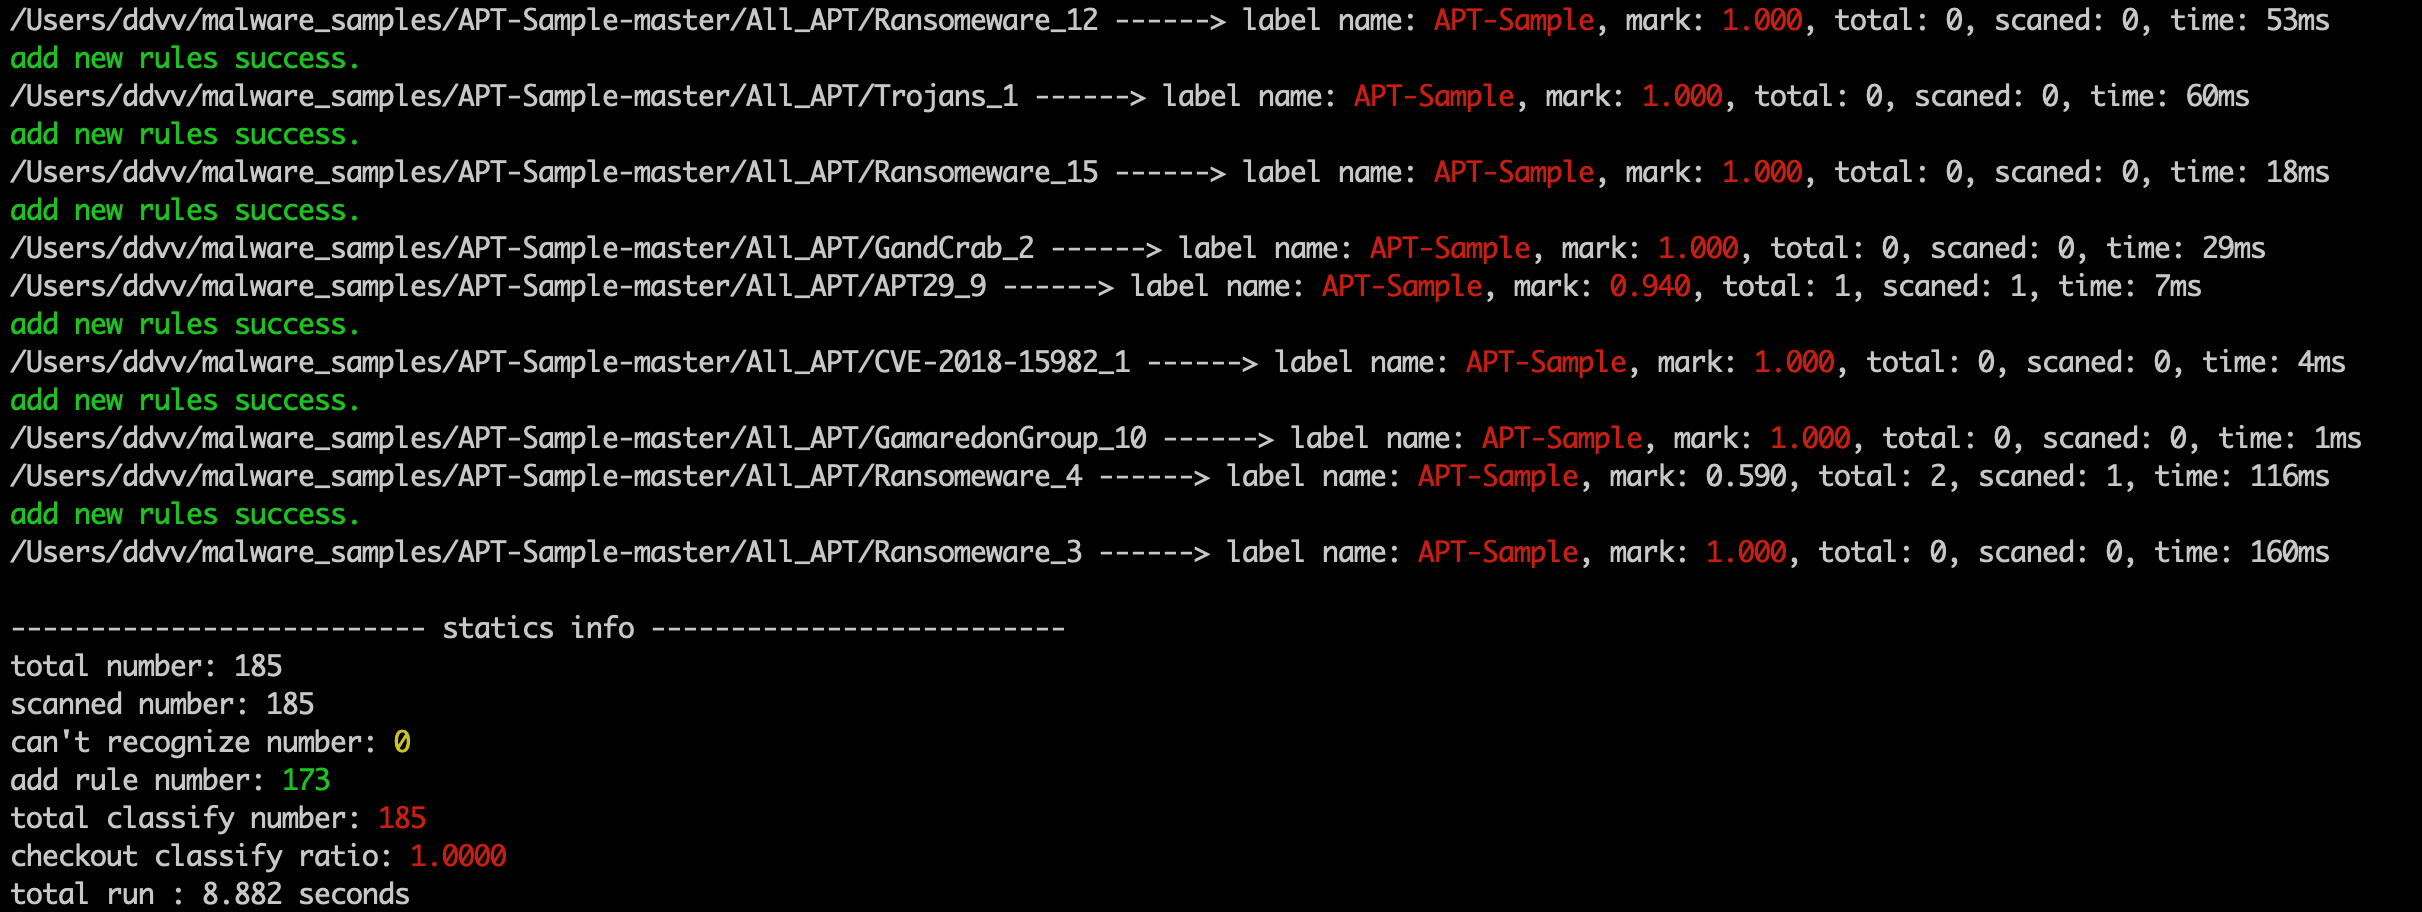 /Users/ddvv/malware_samples/APT-Sample-master/All_APT/Ransomeware_12 ------> label name: APT-Sample, mark: 1.000, total: 0, scaned: 0, time: 53ms
add new rules success.
/Users/ddvv/malware_samples/APT-Sample-master/All_APT/Trojans_1 ------> label name: APT-Sample, mark: 1.000, total: 0, scaned: 0, time: 60ms
add new rules success.
/Users/ddvv/malware_samples/APT-Sample-master/All_APT/Ransomeware_15 ------> label name: APT-Sample, mark: 1.000, total: 0, scaned: 0, time: 18ms
add new rules success.
/Users/ddvv/malware_samples/APT-Sample-master/All_APT/GandCrab_2 ------> label name: APT-Sample, mark: 1.000, total: 0, scaned: 0, time: 29ms
/Users/ddvv/malware_samples/APT-Sample-master/All_APT/APT29_9 ------> label name: APT-Sample, mark: 0.940, total: 1, scaned: 1, time: 7ms
add new rules success.
/Users/ddvv/malware_samples/APT-Sample-master/All_APT/CVE-2018-15982_1 ------> label name: APT-Sample, mark: 1.000, total: 0, scaned: 0, time: 4ms
add new rules success.
/Users/ddvv/malware_samples/APT-Sample-master/All_APT/GamaredonGroup_10 ------> label name: APT-Sample, mark: 1.000, total: 0, scaned: 0, time: 1ms
/Users/ddvv/malware_samples/APT-Sample-master/All_APT/Ransomeware_4 ------> label name: APT-Sample, mark: 0.590, total: 2, scaned: 1, time: 116ms
add new rules success.
/Users/ddvv/malware_samples/APT-Sample-master/All_APT/Ransomeware_3 ------> label name: APT-Sample, mark: 1.000, total: 0, scaned: 0, time: 160ms
-------------------------- statics info --------------------------
total number: 185
scanned number: 185
can't recognize number: 0
add rule number: 173
total classify number: 185
checkout classify ratio: 1.0000
total run : 8.882 seconds